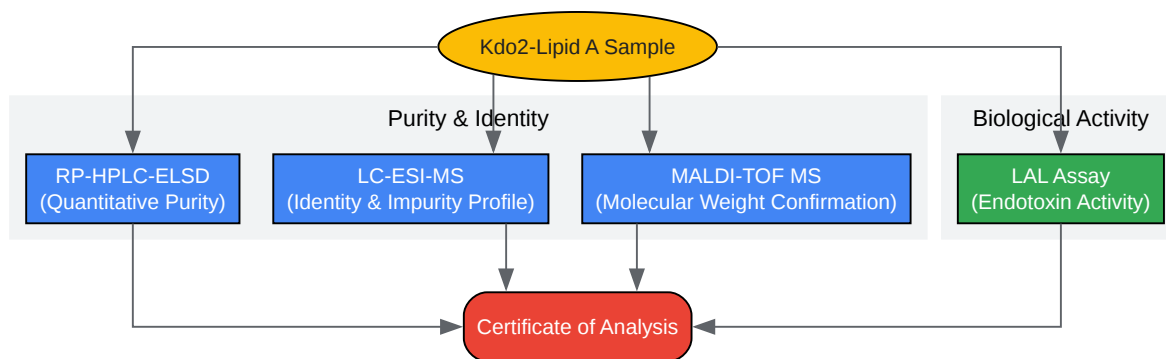 Kdo2-Lipid A Sample
Purity & Identity
Biological Activity
RP-HPLC-ELSD
(Quantitative Purity)
LC-ESI-MS
(Identity & Impurity Profile)
MALDI-TOF MS
(Molecular Weight Confirmation)
LAL Assay
(Endotoxin Activity)
Certificate of Analysis